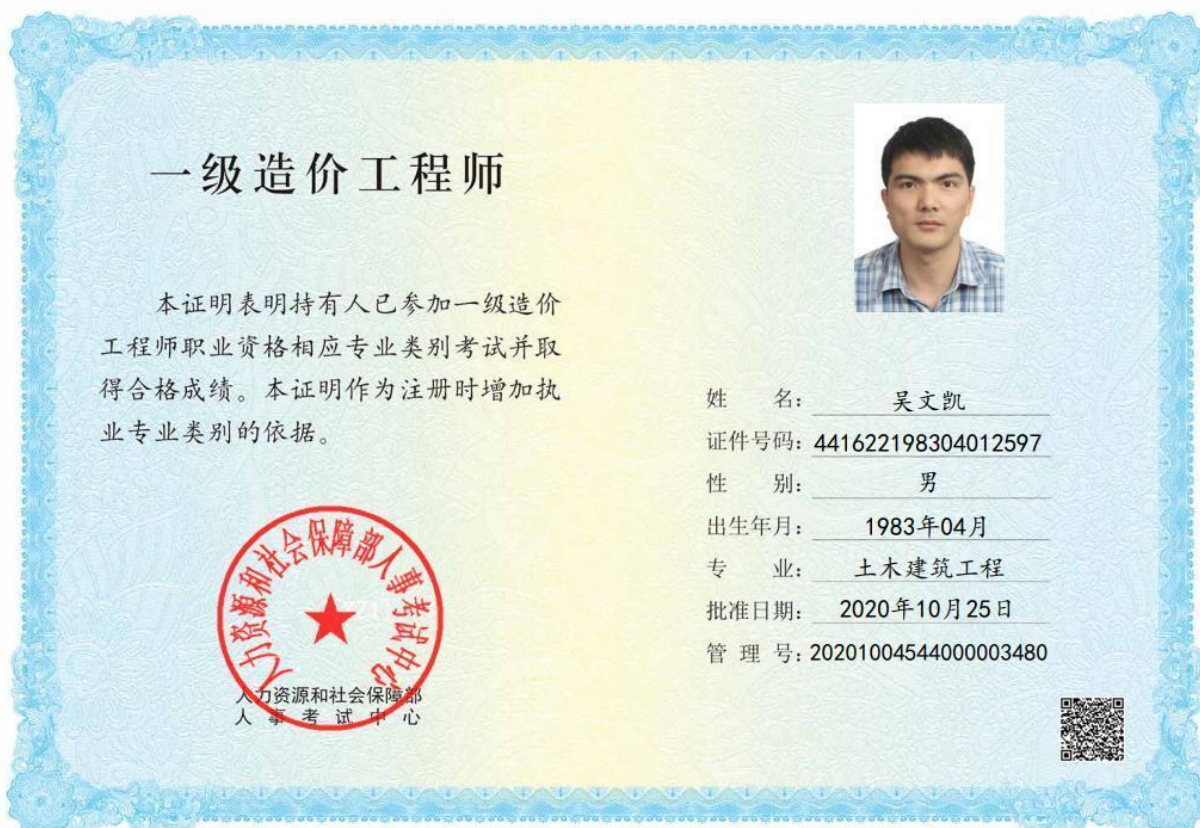 一级造价工程师
本证明表明持有人已参加一级造价
工程师职业资格相应专业类别考试并取
得合格成绩。本证明作为注册时增加执
业专业类别的依据。
人力资源和社会保障部人事考试中心
人力资源和社会保障部
人事考试中心
姓 名: 吴文凯
证件号码: 441622198304012597
性 别: 男
出生年月: 1983年04月
专 业: 土木建筑工程
批准日期: 2020年10月25日
管 理 号: 20201004544000003480